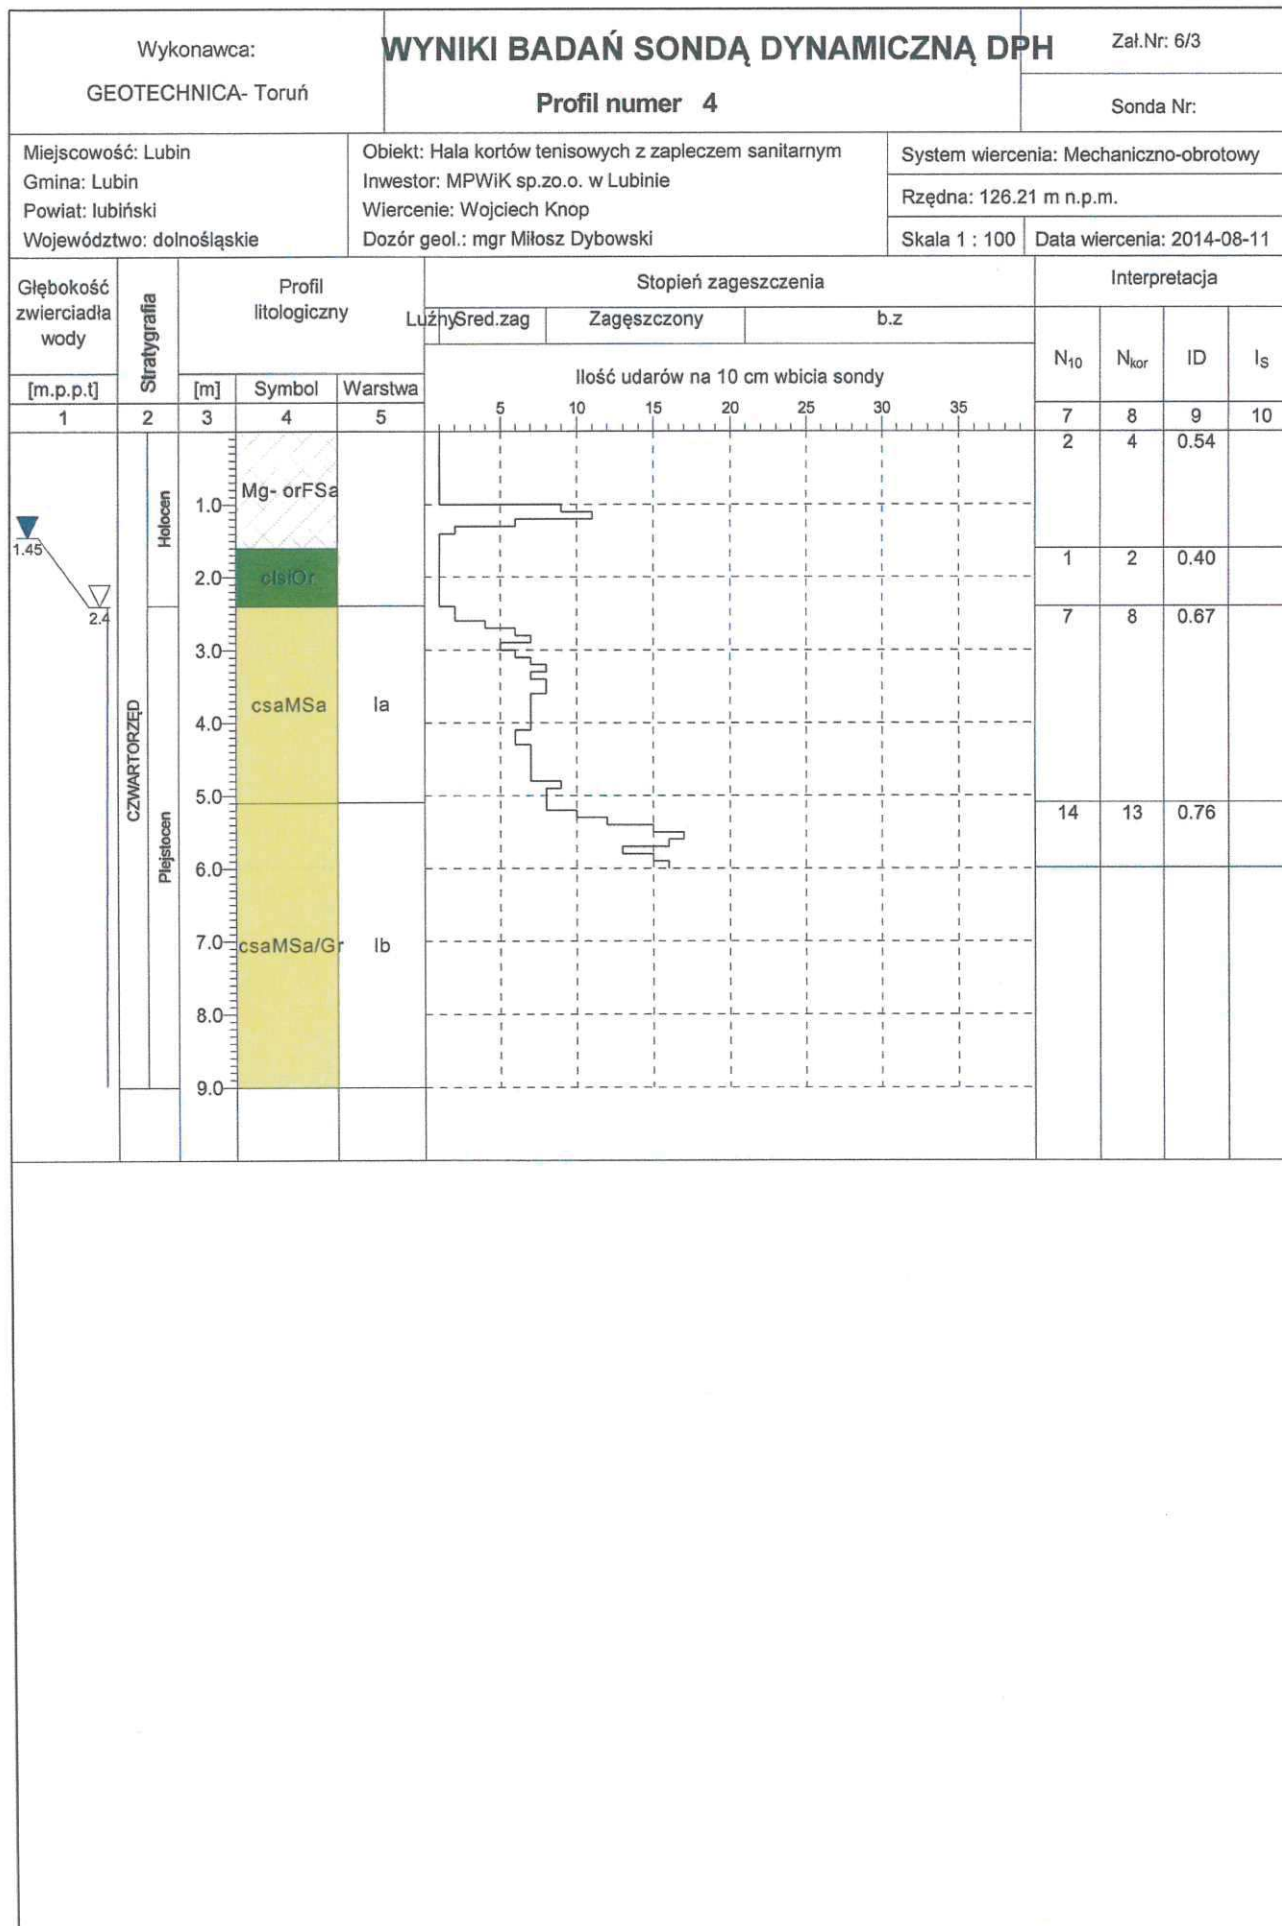 Wykonawca:
GEOTECHNICA- Toruń
WYNIKI BADAŃ SONDĄ DYNAMICZNĄ DPH
Profil numer 4
Zał.Nr: 6/3
Sonda Nr:
Miejscowość: Lubin
Gmina: Lubin
Powiat: lubiński
Województwo: dolnośląskie
Obiekt: Hala kortów tenisowych z zapleczem sanitarnym
Inwestor: MPWiK sp.zo.o. w Lubinie
Wiercenie: Wojciech Knop
Dozór geol.: mgr Miłosz Dybowski
System wiercenia: Mechaniczno-obrotowy
Rzędna: 126.21 m n.p.m.
Skala 1 : 100
Data wiercenia: 2014-08-11
Głębokość
zwierciadła
wody
[m.p.p.t]
Stratygrafia
Profil
litologiczny
[m]
Symbol
Warstwa
Stopień zagęszczenia
Luźny
Sred.zag
Zagęszczony
b.z
Ilość udarów na 10 cm wbicia sondy
5 10 15 20 25 30 35
Interpretacja
N10
Nkor
ID
IS
1 2 3 4 5 7 8 9 10
1.45
2.4
CZWARTORZĘD
Holocen
Plejstocen
1.0
2.0
3.0
4.0
5.0
6.0
7.0
8.0
9.0
Mg- orFSa
clsiOr
csaMSa
Ia
csaMSa/Gr
Ib
2 4 0.54
1 2 0.40
7 8 0.67
14 13 0.76